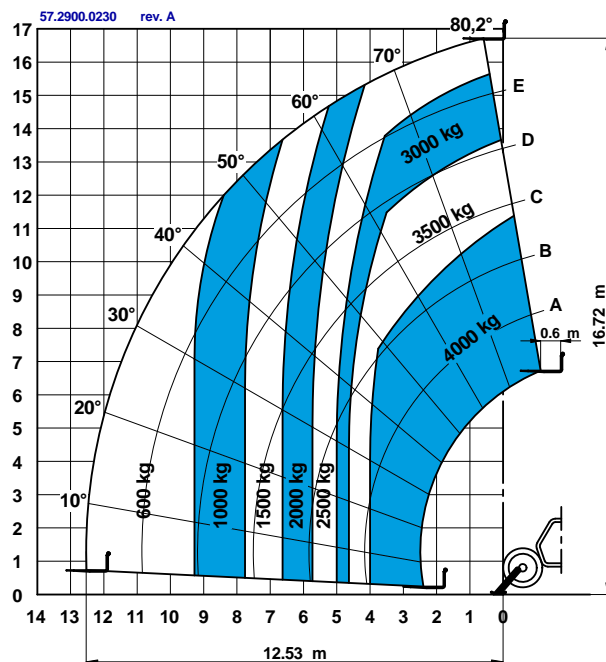 57.2900.0230 rev. A
17
16
15
14
13
12
11
10
9
8
7
6
5
4
3
2
1
0
80,2°
70°
60°
50°
40°
30°
20°
10°
E
D
C
B
A
3000 kg
3500 kg
4000 kg
600 kg
1000 kg
1500 kg
2000 kg
2500 kg
0.6 m
16.72 m
14 13 12 11 10 9 8 7 6 5 4 3 2 1 0
12.53 m